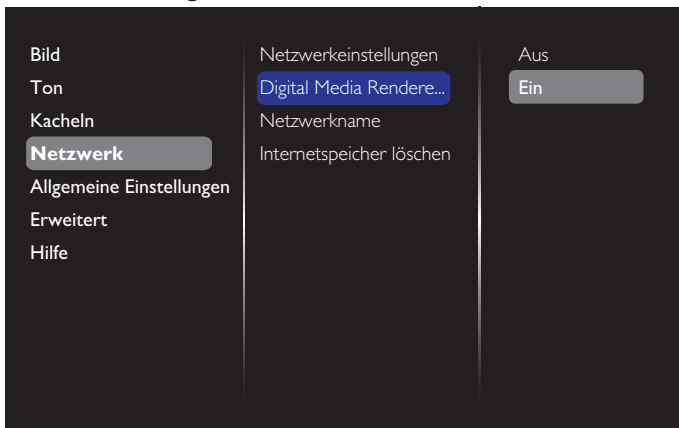 Bild
Ton
Kacheln
Netzwerk
Allgemeine Einstellungen
Erweitert
Hilfe
Netzwerkeinstellungen
Digital Media Rendere...
Netzwerkname
Internetspeicher löschen
Aus
Ein